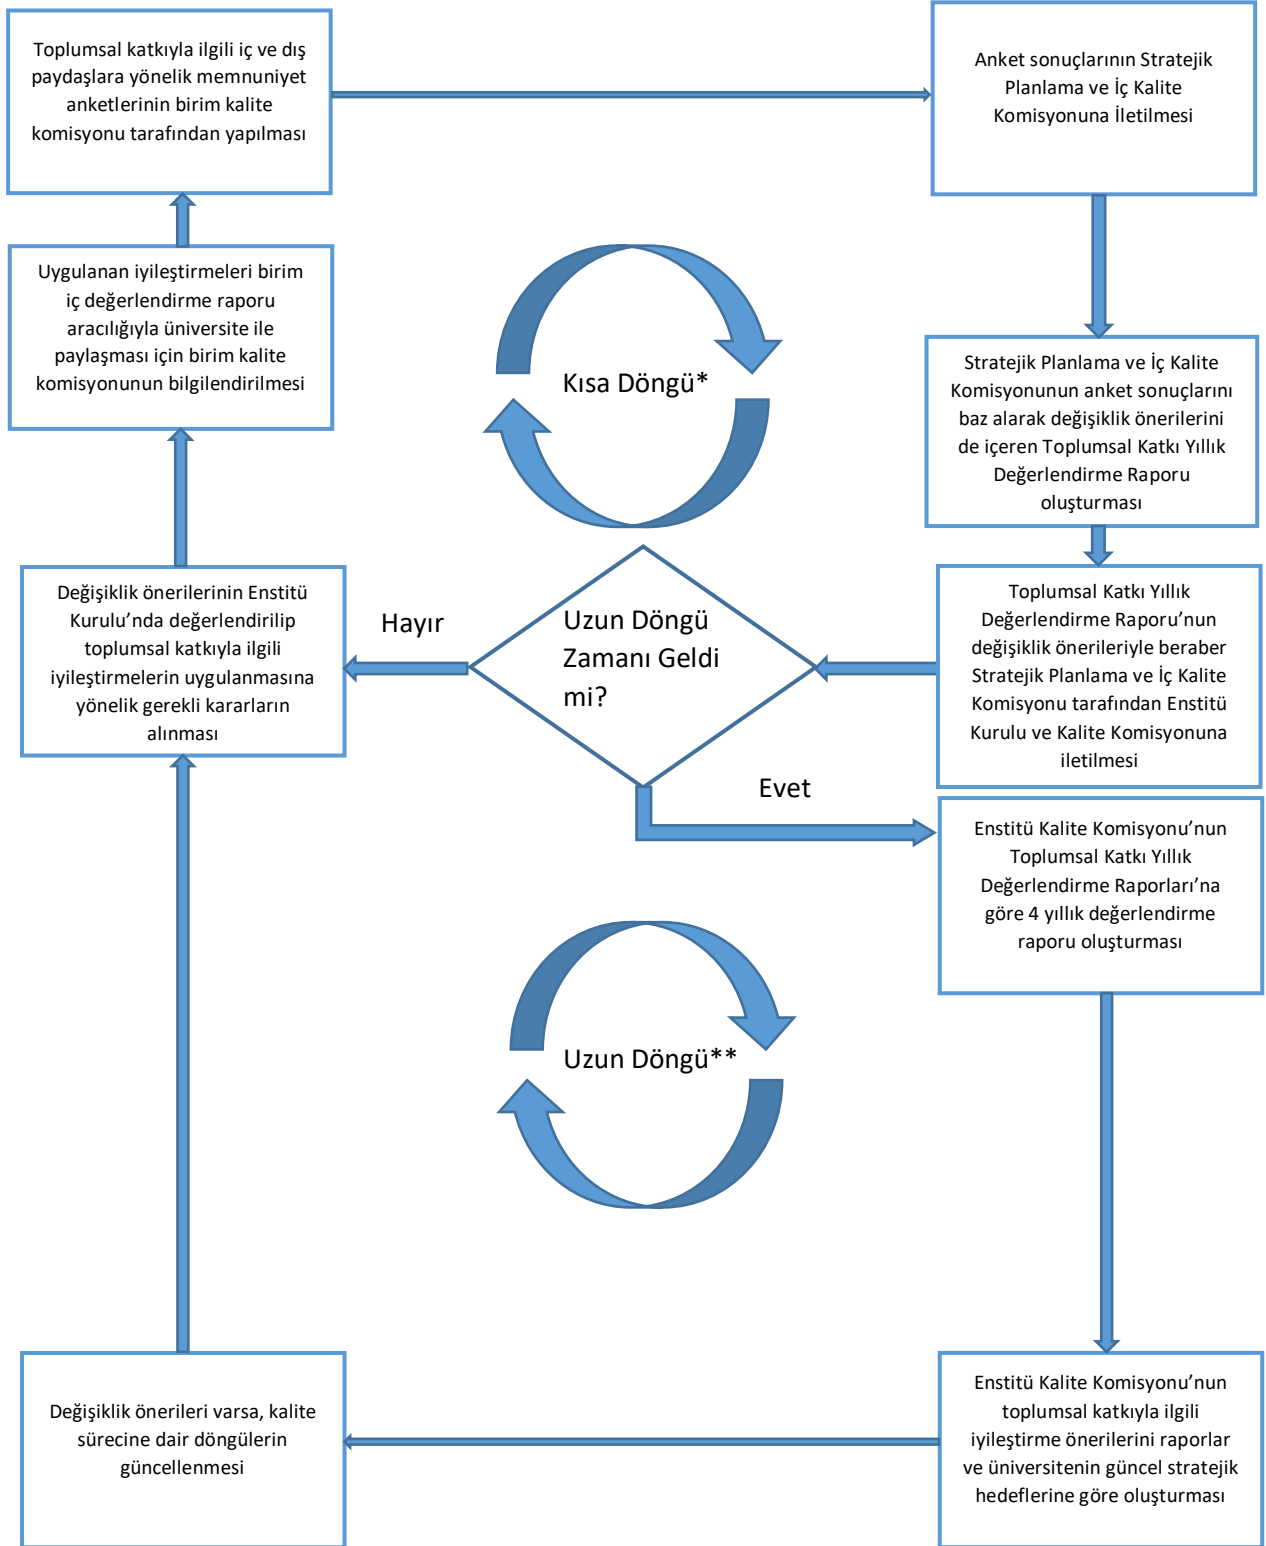 Toplumsal katkıyla ilgili iç ve dış
paydaşlara yönelik memnuniyet
anketlerinin birim kalite
komisyonu tarafından yapılması
Anket sonuçlarının Stratejik
Planlama ve İç Kalite
Komisyonuna İletilmesi
Uygulanan iyileştirmeleri birim
iç değerlendirme raporu
aracılığıyla üniversite ile
paylaşması için birim kalite
komisyonunun bilgilendirilmesi
Kısa Döngü*
Stratejik Planlama ve İç Kalite
Komisyonunun anket sonuçlarını
baz alarak değişiklik önerilerini
de içeren Toplumsal Katkı Yıllık
Değerlendirme Raporu
oluşturması
Değişiklik önerilerinin Enstitü
Kurulu’nda değerlendirilip
toplumsal katkıyla ilgili
iyileştirmelerin uygulanmasına
yönelik gerekli kararların
alınması
Hayır
Uzun Döngü
Zamanı Geldi
mi?
Toplumsal Katkı Yıllık
Değerlendirme Raporu’nun
değişiklik önerileriyle beraber
Stratejik Planlama ve İç Kalite
Komisyonu tarafından Enstitü
Kurulu ve Kalite Komisyonuna
iletilmesi
Evet
Enstitü Kalite Komisyonu’nun
Toplumsal Katkı Yıllık
Değerlendirme Raporları’na
göre 4 yıllık değerlendirme
raporu oluşturması
Uzun Döngü**
Değişiklik önerileri varsa, kalite
sürecine dair döngülerin
güncellenmesi
Enstitü Kalite Komisyonu’nun
toplumsal katkıyla ilgili
iyileştirme önerilerini raporlar
ve üniversitenin güncel stratejik
hedeflerine göre oluşturması